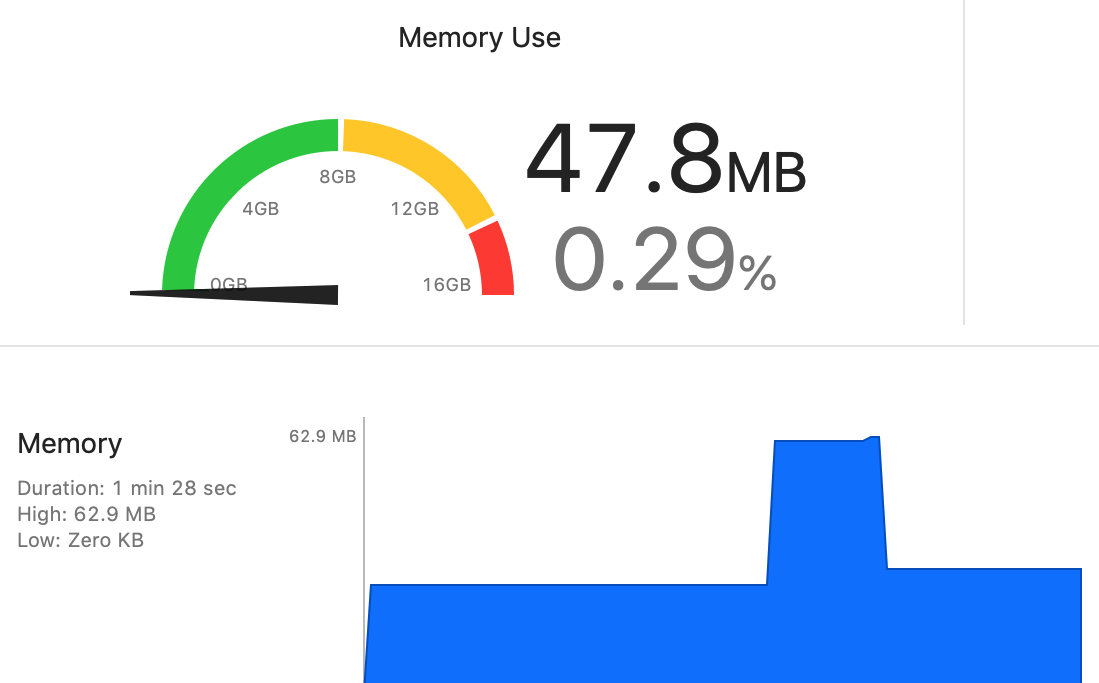 Memory Use
47.8MB
0.29%
8GB
4GB
12GB
0GB
16GB
Memory
Duration: 1 min 28 sec
High: 62.9 MB
Low: Zero KB
62.9 MB